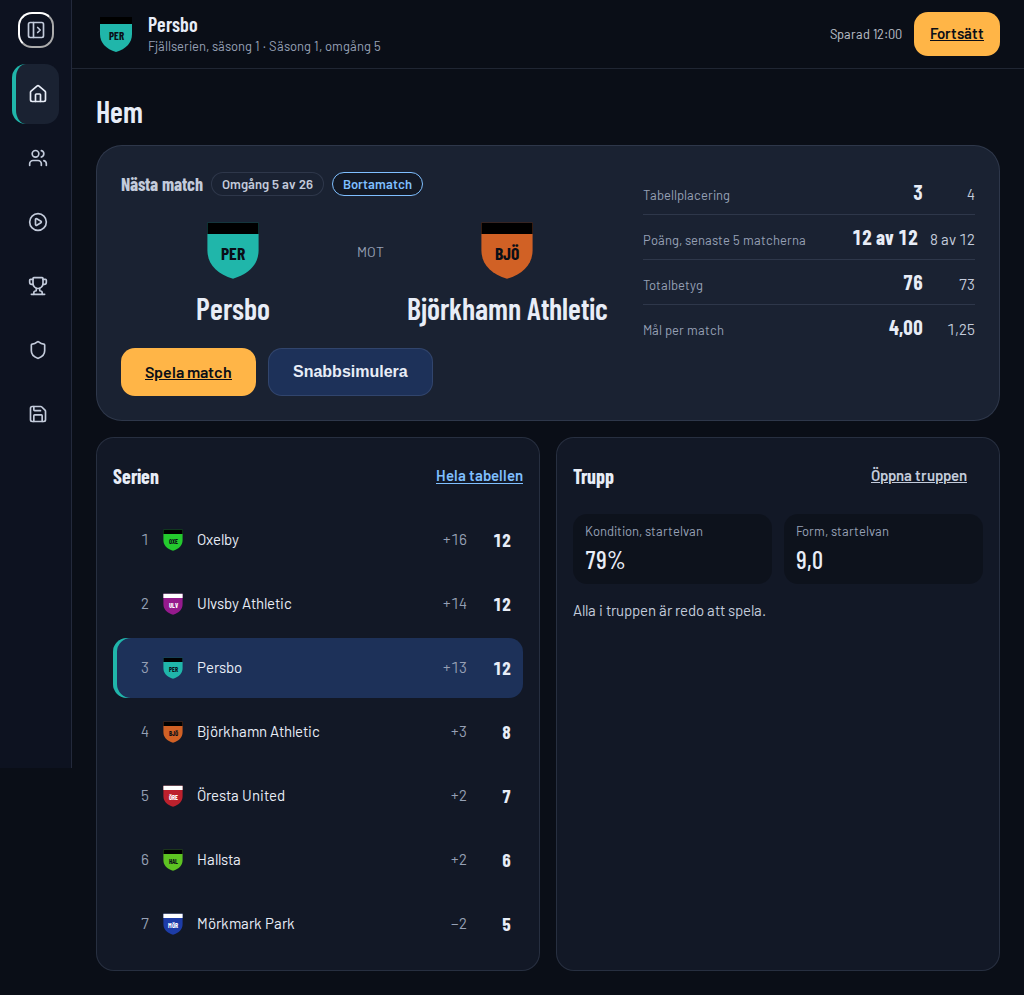 PER
Persbo
Fjällserien, säsong 1 · Säsong 1, omgång 5
Sparad 12:00
Fortsätt
Hem
Nästa match
Omgång 5 av 26
Bortamatch
PER
MOT
BJÖ
Persbo
Björkhamn Athletic
Spela match
Snabbsimulera
Tabellplacering 3 4
Poäng, senaste 5 matcherna 12 av 12 8 av 12
Totalbetyg 76 73
Mål per match 4,00 1,25
Serien
Hela tabellen
1 OXE Oxelby +16 12
2 ULV Ulvsby Athletic +14 12
3 PER Persbo +13 12
4 BJÖ Björkhamn Athletic +3 8
5 ÖRE Öresta United +2 7
6 HAL Hallsta +2 6
7 MÖR Mörkmark Park −2 5
Trupp
Öppna truppen
Kondition, startelvan
79%
Form, startelvan
9,0
Alla i truppen är redo att spela.